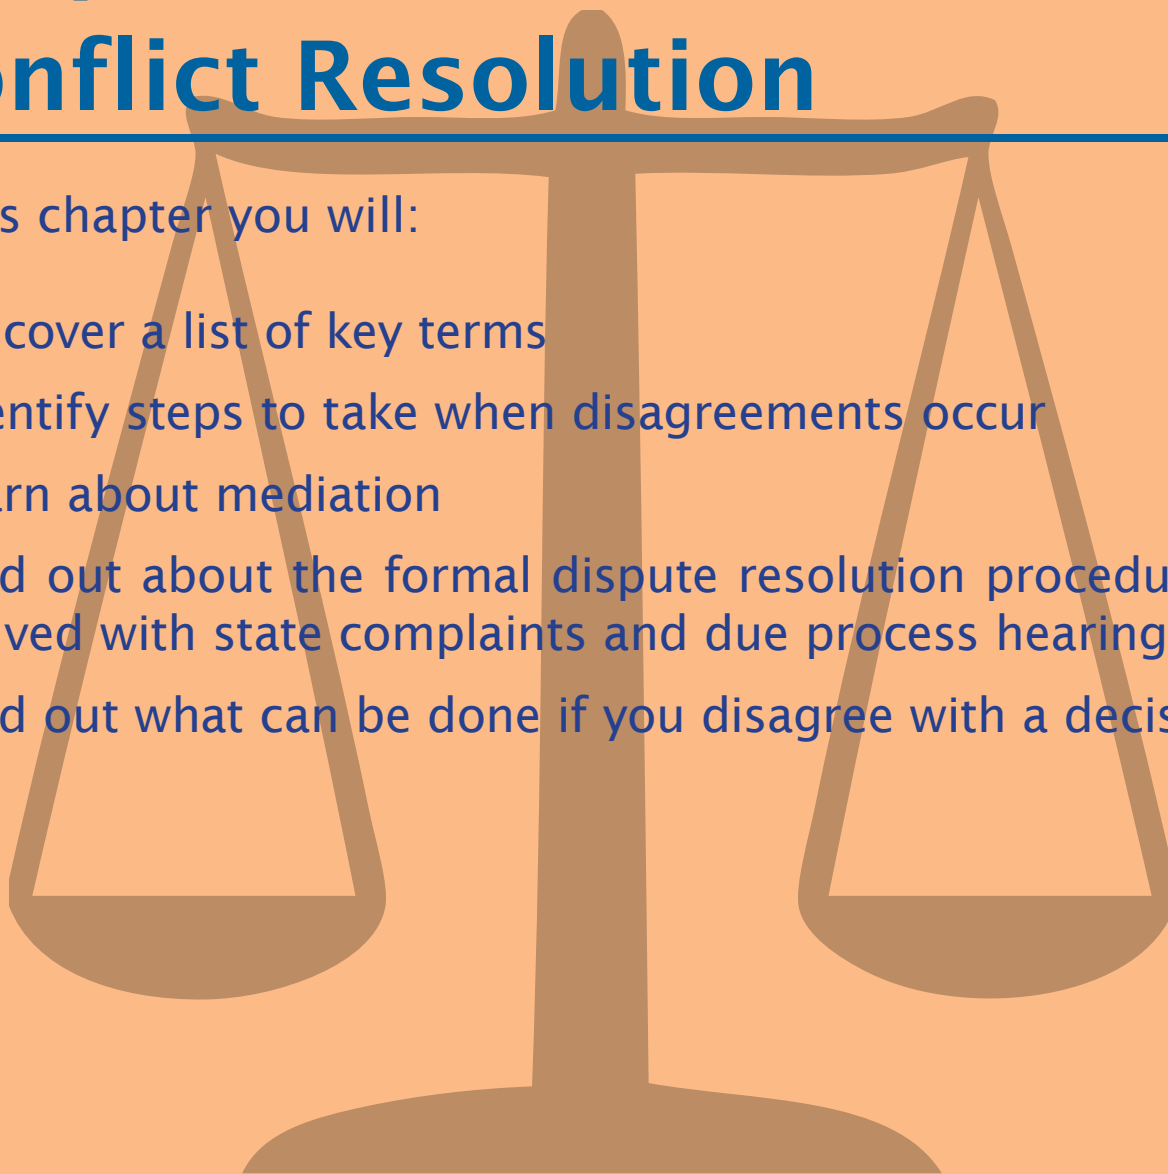 onflict Resolution
s chapter you will:
cover a list of key terms
entify steps to take when disagreements occur
arn about mediation
d out about the formal dispute resolution procedu
ved with state complaints and due process hearing
d out what can be done if you disagree with a decis